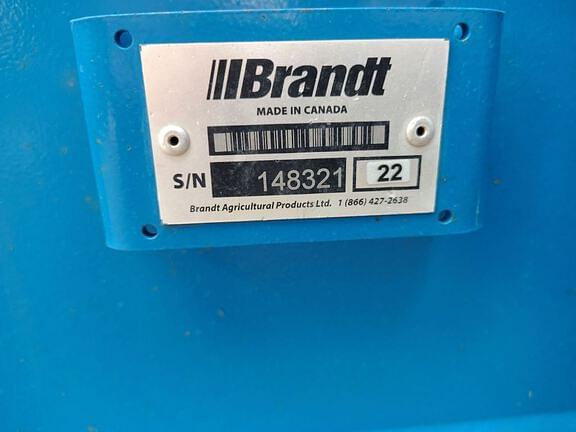 Brandt
MADE IN CANADA
S/N 148321 22
Brandt Agricultural Products Ltd. 1 (866) 427-2638